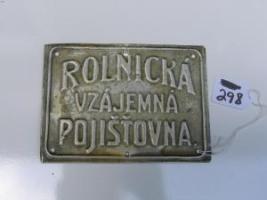 ROLNICKÁ
VZÁJEMNÁ
POJIŠŤOVNA.
298